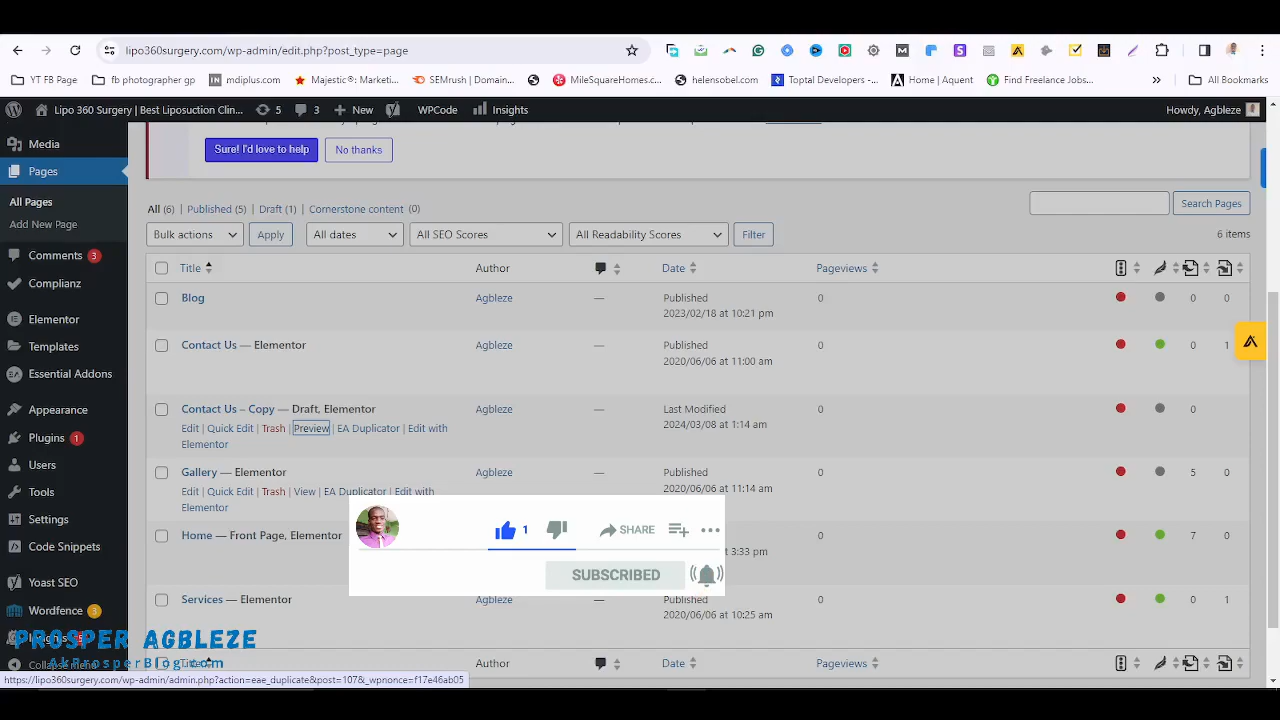 lipo360surgery.com/wp-admin/edit.php?post_type=page
YT FB Page
fb photographer gp
mdiplus.com
Majestic®: Marketi...
SEMrush | Domain...
MileSquareHomes.c...
helensobel.com
Toptal Developers -...
Home | Aquent
Find Freelance Jobs...
All Bookmarks
Lipo 360 Surgery | Best Liposuction Clin...
5
3
New
WPCode
Insights
Howdy, Agbleze
Media
Pages
All Pages
Add New Page
Comments 3
Complianz
Elementor
Templates
Essential Addons
Appearance
Plugins 1
Users
Tools
Settings
Code Snippets
Yoast SEO
Wordfence 3
Sure! I'd love to help
No thanks
All (6) | Published (5) | Draft (1) | Cornerstone content (0)
Search Pages
Bulk actions
Apply
All dates
All SEO Scores
All Readability Scores
Filter
6 items
Title Author Date Pageviews
Blog Agbleze — Published 0 0 0
2023/02/18 at 10:21 pm
Contact Us — Elementor Agbleze — Published 0 0 1
2020/06/06 at 11:00 am
Contact Us – Copy — Draft, Elementor Agbleze — Last Modified 0 0
2024/03/08 at 1:14 am
Edit | Quick Edit | Trash | Preview | EA Duplicator | Edit with
Elementor
Gallery — Elementor Agbleze — Published 0 5 0
2020/06/06 at 11:14 am
Edit | Quick Edit | Trash | View | EA Duplicator | Edit with
Elementor
Home — Front Page, Elementor 0 7 0
3:33 pm
1
SHARE
SUBSCRIBED
Services — Elementor Agbleze — Published 0 0 1
2020/06/06 at 10:25 am
Title Date Pageviews
PROSPER AGBLEZE
AkProsperBlog.com
Collapse menu
https://lipo360surgery.com/wp-admin/admin.php?action=eae_duplicate&post=107&_wpnonce=f17e46ab05